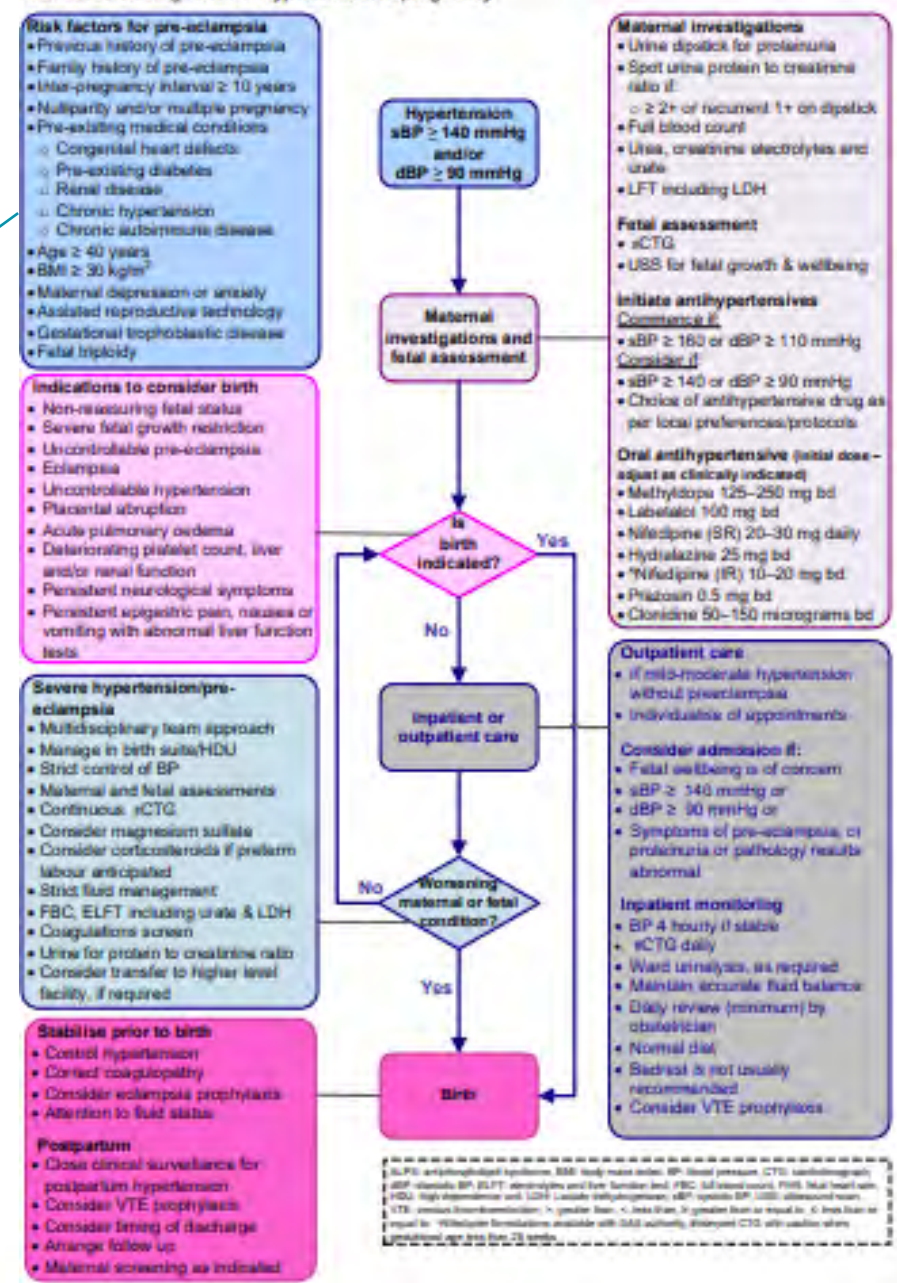 Risk factors for pre-eclampsia
• Previous history of pre-eclampsia
• Family history of pre-eclampsia
• Inter-pregnancy interval ≥ 10 years
• Nulliparity and/or multiple pregnancy
• Pre-existing medical conditions
o Congenital heart defects
o Pre-existing diabetes
o Renal disease
o Chronic hypertension
o Chronic autoimmune disease
• Age ≥ 40 years
• BMI ≥ 30 kg/m²
• Maternal depression or anxiety
• Assisted reproductive technology
• Gestational trophoblastic disease
• Fetal triploidy
Indications to consider birth
• Non-reassuring fetal status
• Severe fetal growth restriction
• Uncontrollable pre-eclampsia
• Eclampsia
• Uncontrollable hypertension
• Placental abruption
• Acute pulmonary oedema
• Deteriorating platelet count, liver
and/or renal function
• Persistent neurological symptoms
• Persistent epigastric pain, nausea or
vomiting with abnormal liver function
tests
Severe hypertension/pre-
eclampsia
• Multidisciplinary team approach
• Manage in birth suite/HDU
• Strict control of BP
• Maternal and fetal assessments
• Continuous CTG
• Consider magnesium sulfate
• Consider corticosteroids if preterm
labour anticipated
• Strict fluid management
• FBC, ELFT including urate & LDH
• Coagulations screen
• Urine for protein to creatinine ratio
• Consider transfer to higher level
facility, if required
Stabilise prior to birth
• Control hypertension
• Correct coagulopathy
• Consider eclampsia prophylaxis
• Attention to fluid status
Postpartum
• Close clinical surveillance for
postpartum hypertension
• Consider VTE prophylaxis
• Consider timing of discharge
• Arrange follow up
• Maternal screening as indicated
Hypertension
sBP ≥ 140 mmHg
and/or
dBP ≥ 90 mmHg
Maternal
investigations and
fetal assessment
Is
birth
indicated?
Yes
No
Inpatient or
outpatient care
Worsening
maternal or fetal
condition?
No
Yes
Birth
Maternal investigations
• Urine dipstick for proteinuria
• Spot urine protein to creatinine
ratio if:
o ≥ 2+ or recurrent 1+ on dipstick
• Full blood count
• Urea, creatinine electrolytes and
urate
• LFT including LDH
Fetal assessment
• CTG
• USS for fetal growth & wellbeing
Initiate antihypertensives
Commence if:
• sBP ≥ 160 or dBP ≥ 110 mmHg
Consider if
• sBP ≥ 140 or dBP ≥ 90 mmHg
• Choice of antihypertensive drug as
per local preferences/protocols
Oral antihypertensive (initial dose –
adjust as clinically indicated)
• Methyldopa 125–250 mg bd
• Labetalol 100 mg bd
• Nifedipine (SR) 20–30 mg daily
• Hydralazine 25 mg bd
• *Nifedipine (IR) 10–20 mg bd
• Prazosin 0.5 mg bd
• Clonidine 50–150 micrograms bd
Outpatient care
• If mild-moderate hypertension
without preeclampsia
• Individualise of appointments
Consider admission if:
• Fetal wellbeing is of concern
• sBP ≥ 140 mmHg or
• dBP ≥ 90 mmHg or
• Symptoms of pre-eclampsia, or
proteinuria or pathology results
abnormal
Inpatient monitoring
• BP 4 hourly if stable
• CTG daily
• Ward urinalysis, as required
• Maintain accurate fluid balance
• Daily review (minimum) by
obstetrician
• Normal diet
• Bedrest is not usually
recommended
• Consider VTE prophylaxis